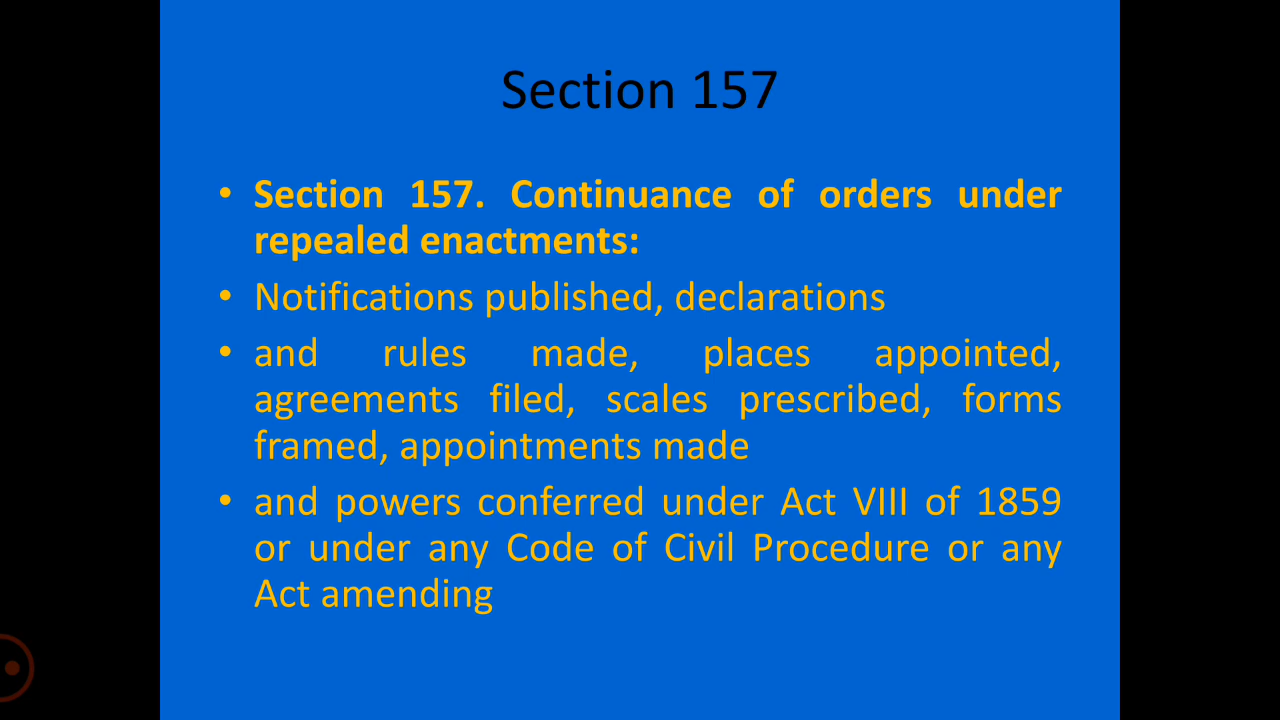 Section 157
• Section 157. Continuance of orders under
repealed enactments:
• Notifications published, declarations
• and rules made, places appointed,
agreements filed, scales prescribed, forms
framed, appointments made
• and powers conferred under Act VIII of 1859
or under any Code of Civil Procedure or any
Act amending